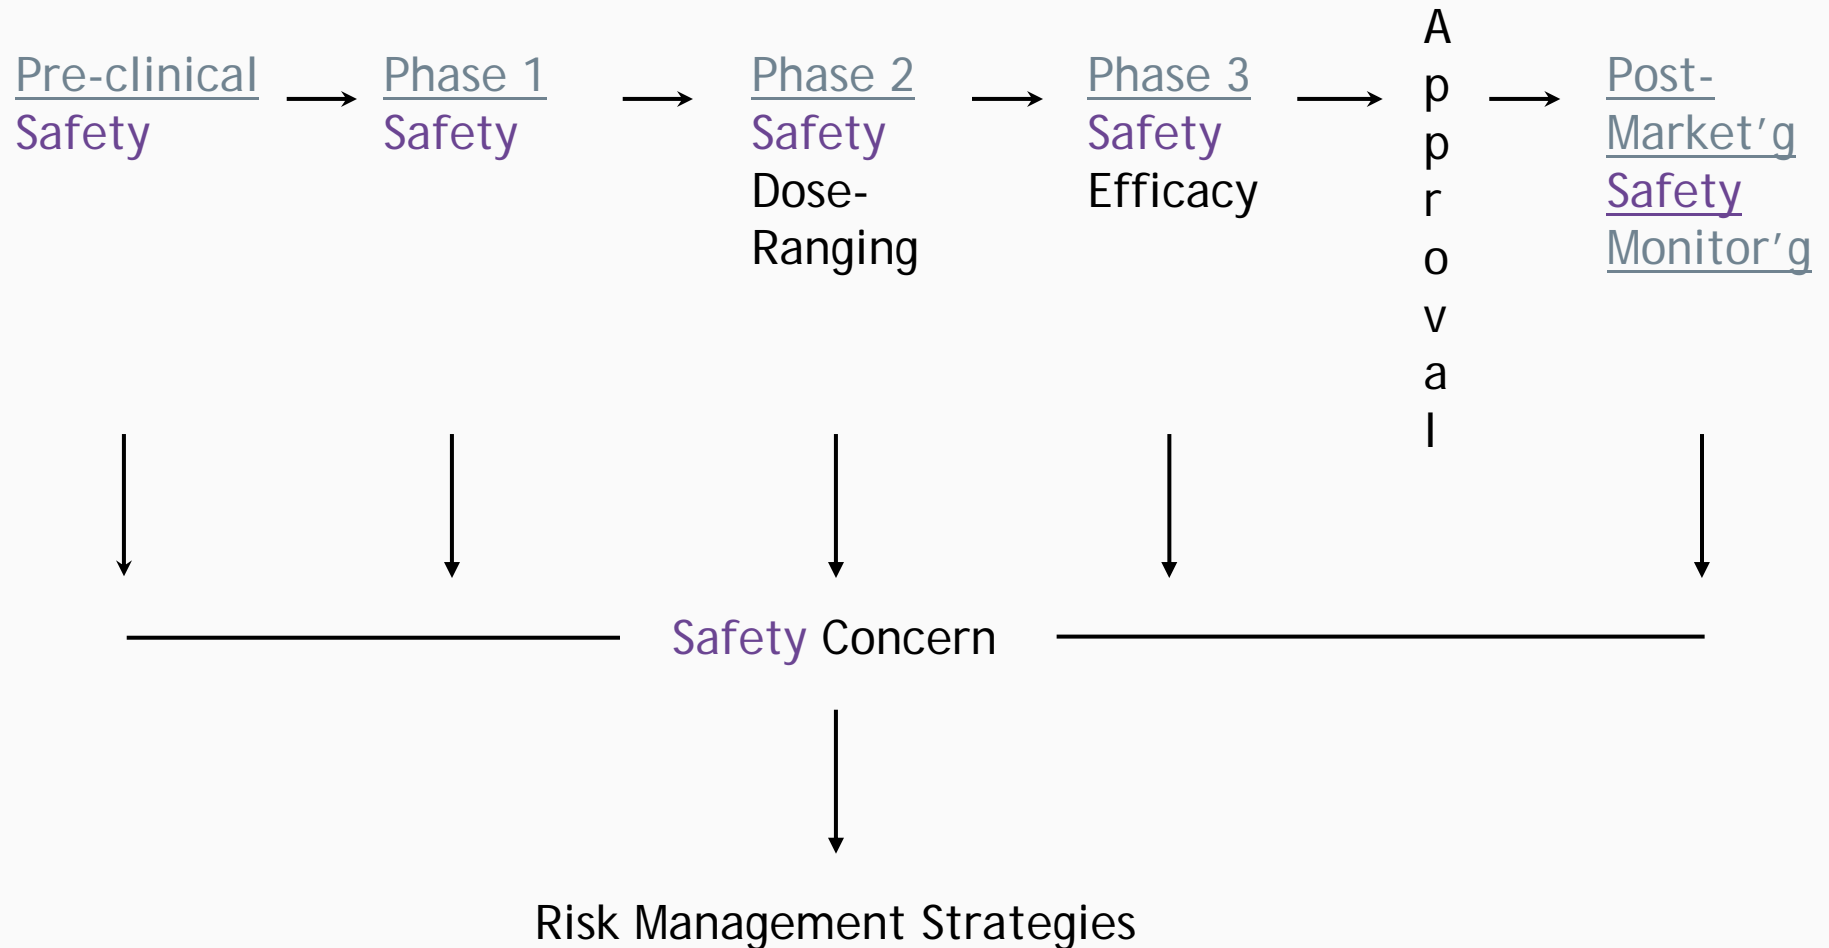 Pre-clinical
Safety
Phase 1
Safety
Phase 2
Safety
Dose-
Ranging
Phase 3
Safety
Efficacy
A
p
p
r
o
v
a
l
Post-
Market’g
Safety
Monitor’g
Safety Concern
Risk Management Strategies